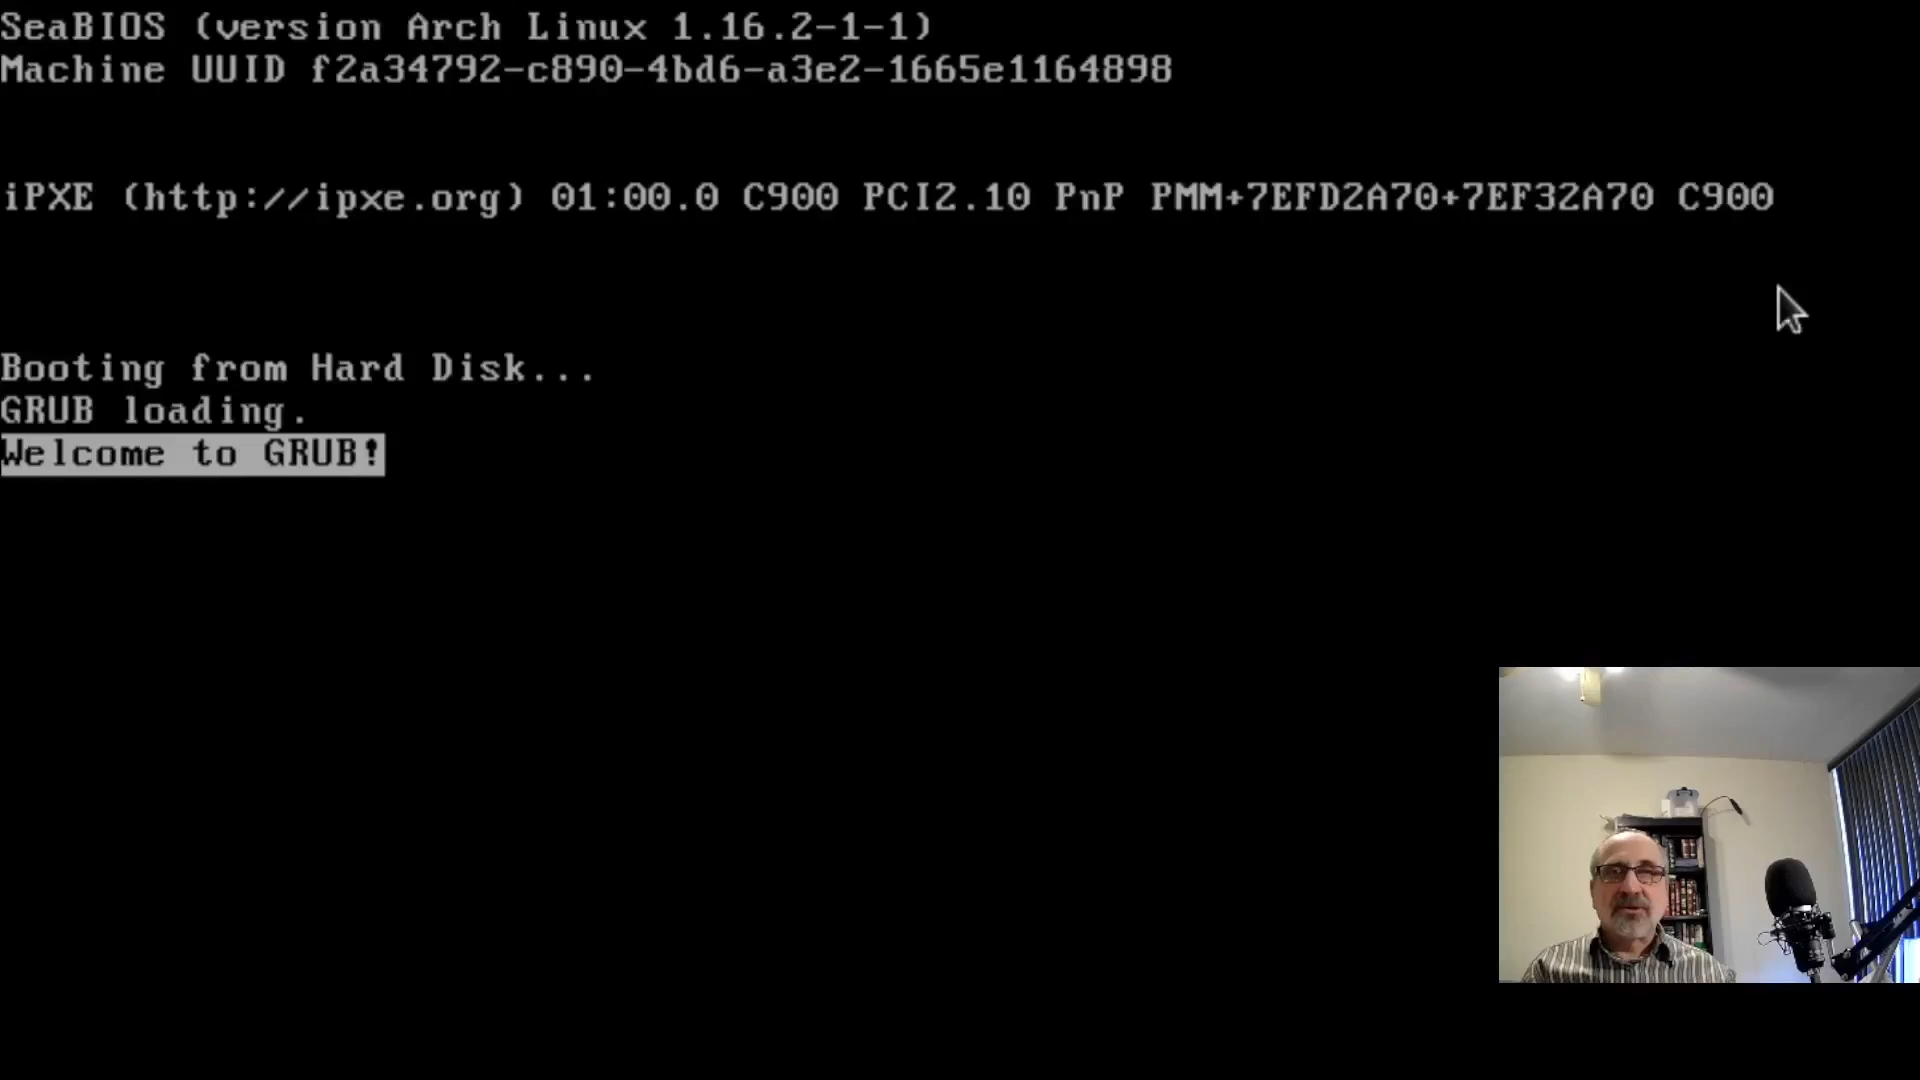 SeaBIOS (version Arch Linux 1.16.2-1-1)
Machine UUID f2a34792-c890-4bd6-a3e2-1665e1164898
iPXE (http://ipxe.org) 01:00.0 C900 PCI2.10 PnP PMM+7EFD2A70+7EF32A70 C900
Booting from Hard Disk...
GRUB loading.
Welcome to GRUB!